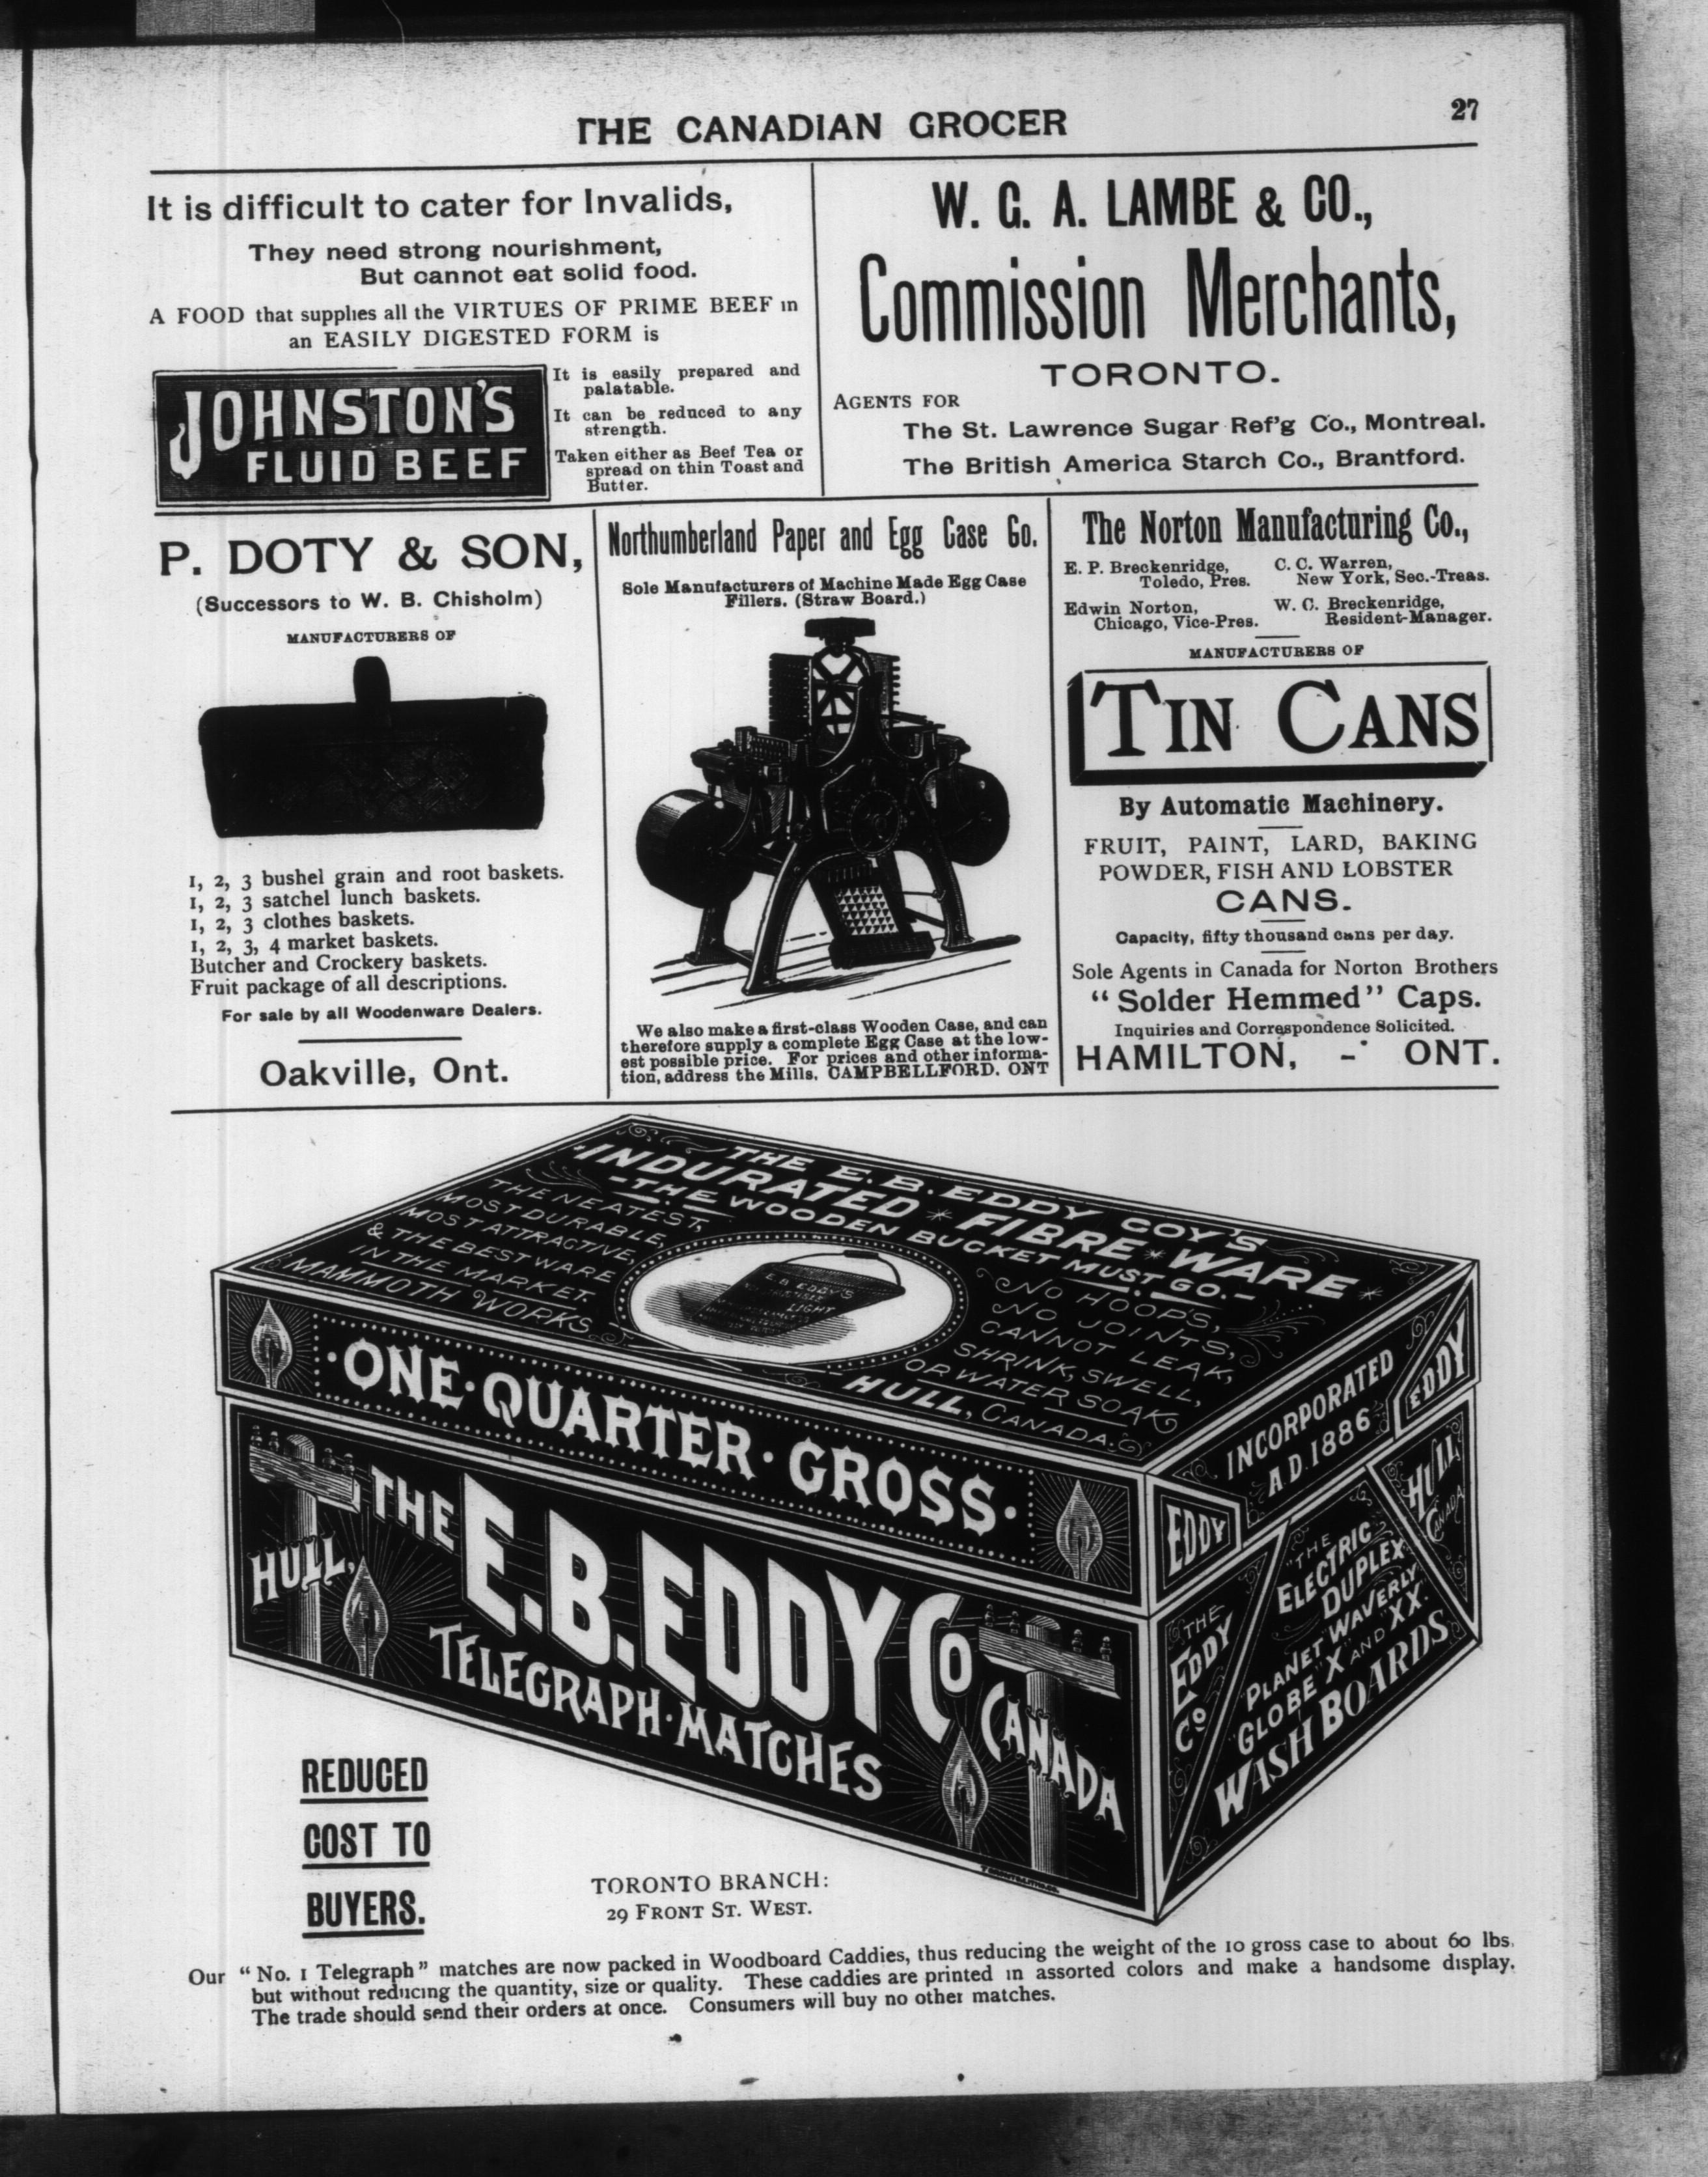 THE CANADIAN GROCER
27
It is difficult to cater for Invalids,
They need strong nourishment,
But cannot eat solid food.
A FOOD that supplies all the VIRTUES OF PRIME BEEF in
an EASILY DIGESTED FORM is
JOHNSTON'S
FLUID BEEF
It is easily prepared and
palatable.
It can be reduced to any
strength.
Taken either as Beef Tea or
spread on thin Toast and
Butter.
W. G. A. LAMBE & CO.,
Commission Merchants,
TORONTO.
AGENTS FOR
The St. Lawrence Sugar Ref'g Co., Montreal.
The British America Starch Co., Brantford.
P. DOTY & SON,
(Successors to W. B. Chisholm)
MANUFACTURERS OF
1, 2, 3 bushel grain and root baskets.
1, 2, 3 satchel lunch baskets.
1, 2, 3 clothes baskets.
1, 2, 3, 4 market baskets.
Butcher and Crockery baskets.
Fruit package of all descriptions.
For sale by all Woodenware Dealers.
Oakville, Ont.
Northumberland Paper and Egg Case Co.
Sole Manufacturers of Machine Made Egg Case
Fillers. (Straw Board.)
We also make a first-class Wooden Case, and can
therefore supply a complete Egg Case at the low-
est possible price. For prices and other informa-
tion, address the Mills, CAMPBELLFORD. ONT
The Norton Manufacturing Co.,
E. P. Breckenridge,
Toledo, Pres.
C. C. Warren,
New York, Sec.-Treas.
Edwin Norton,
Chicago, Vice-Pres.
W. C. Breckenridge,
Resident-Manager.
MANUFACTURERS OF
TIN CANS
By Automatic Machinery.
FRUIT, PAINT, LARD, BAKING
POWDER, FISH AND LOBSTER
CANS.
Capacity, fifty thousand cans per day.
Sole Agents in Canada for Norton Brothers
"Solder Hemmed" Caps.
Inquiries and Correspondence Solicited.
HAMILTON, - ONT.
THE E. B. EDDY COY'S
INDURATED * FIBRE * WARE *
-THE WOODEN BUCKET MUST GO.-
THE NEATEST,
MOST DURABLE,
MOST ATTRACTIVE,
& THE BEST WARE
IN THE MARKET.
MAMMOTH WORKS
E. B. EDDY'S
LIGHT
NO HOOPS,
NO JOINTS,
CANNOT LEAK,
SHRINK, SWELL,
OR WATER SOAK
HULL, CANADA.
·ONE·QUARTER·GROSS·
HULL,
THE E.B. EDDY CO
TELEGRAPH·MATCHES
CANADA
INCORPORATED
A.D. 1886
EDDY
EDDY
THE
EDDY
CO
"THE
ELECTRIC
DUPLEX
"PLANET" "WAVERLY
"GLOBE" "X" AND "XX"
WASH BOARDS
HULL
CANADA
REDUCED
COST TO
BUYERS.
TORONTO BRANCH:
29 FRONT ST. WEST.
Our "No. 1 Telegraph" matches are now packed in Woodboard Caddies, thus reducing the weight of the 10 gross case to about 60 lbs.
but without reducing the quantity, size or quality. These caddies are printed in assorted colors and make a handsome display.
The trade should send their orders at once. Consumers will buy no other matches.